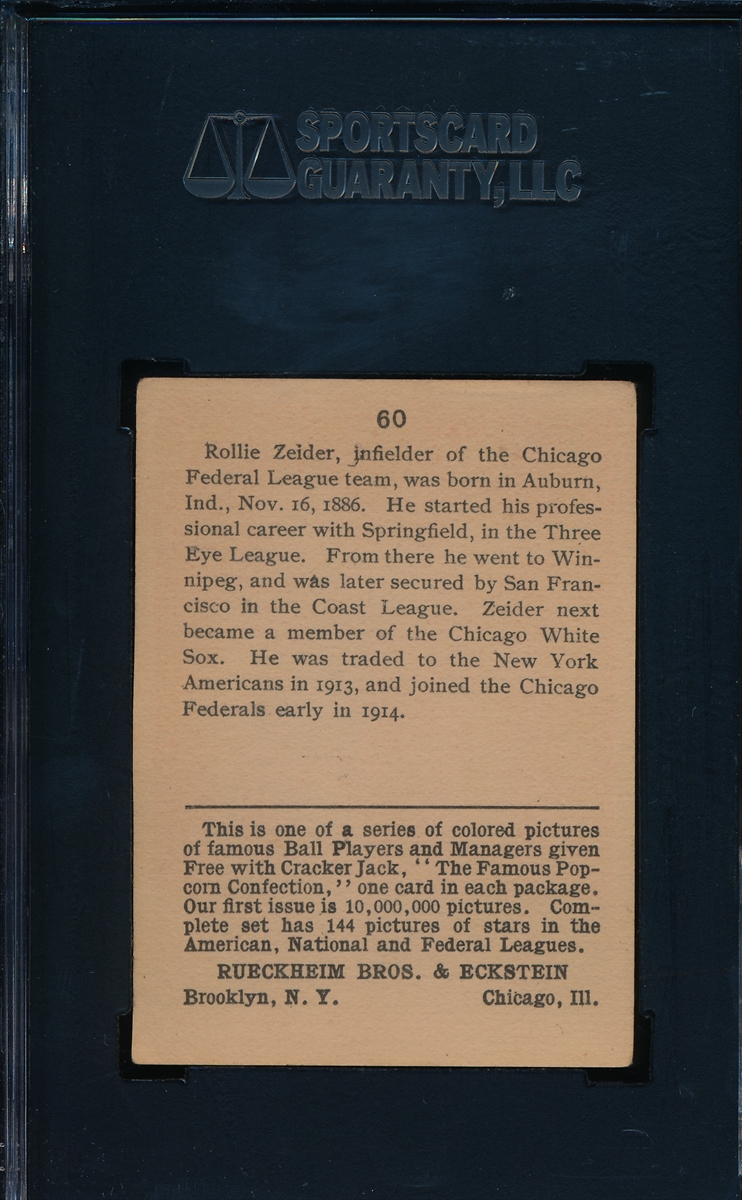 SPORTSCARD
GUARANTY, LLC
60
Rollie Zeider, infielder of the Chicago
Federal League team, was born in Auburn,
Ind., Nov. 16, 1886. He started his profes-
sional career with Springfield, in the Three
Eye League. From there he went to Win-
nipeg, and was later secured by San Fran-
cisco in the Coast League. Zeider next
became a member of the Chicago White
Sox. He was traded to the New York
Americans in 1913, and joined the Chicago
Federals early in 1914.
This is one of a series of colored pictures
of famous Ball Players and Managers given
Free with Cracker Jack, "The Famous Pop-
corn Confection," one card in each package.
Our first issue is 10,000,000 pictures. Com-
plete set has 144 pictures of stars in the
American, National and Federal Leagues.
RUECKHEIM BROS. & ECKSTEIN
Brooklyn, N. Y. Chicago, Ill.